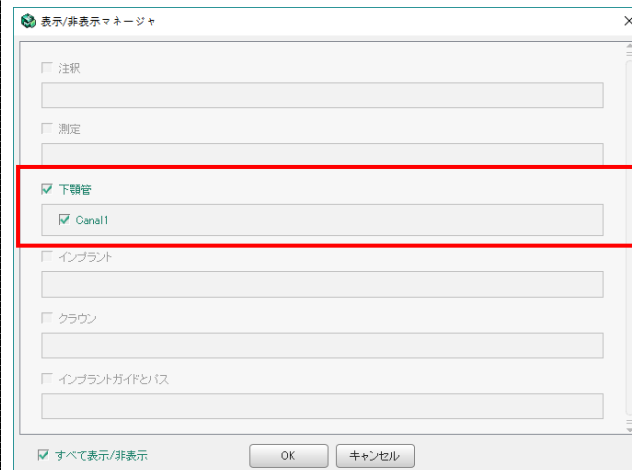 表示/非表示マネージャ
注釈
測定
下顎管
Canal1
インプラント
クラウン
インプラントガイドとパス
すべて表示/非表示 OK キャンセル